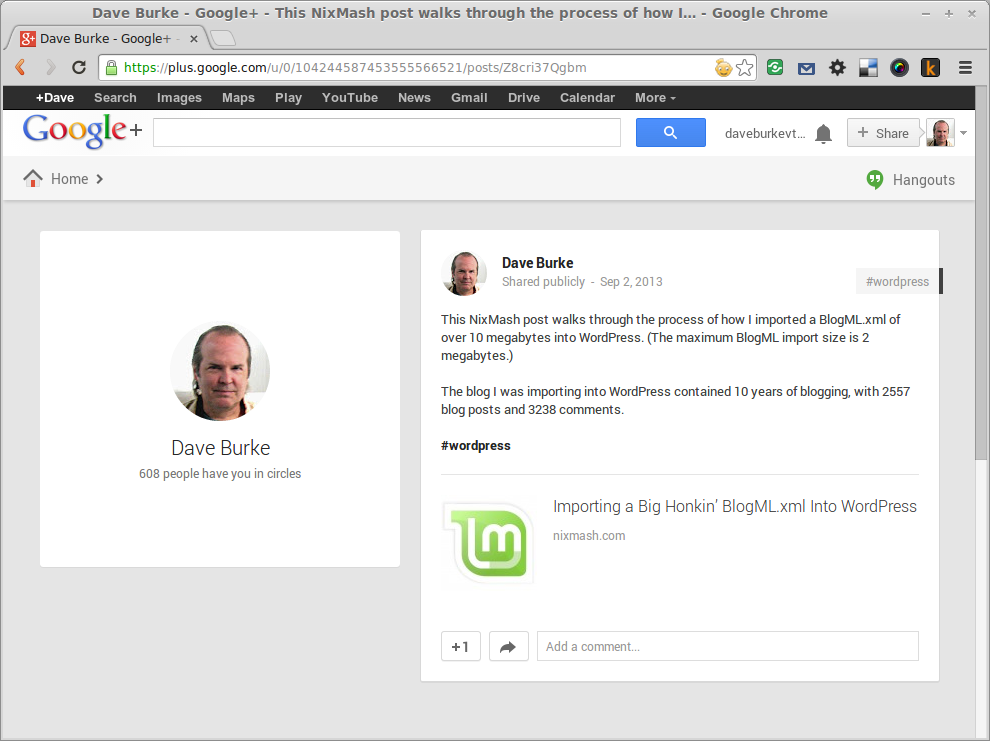 Dave Burke - Google+ - This NixMash post walks through the process of how I... - Google Chrome
Dave Burke - Google+ -
https://plus.google.com/u/0/104244587453555566521/posts/Z8cri37Qgbm
+Dave Search Images Maps Play YouTube News Gmail Drive Calendar More
Google+
daveburkevt...
+ Share
Home
Hangouts
Dave Burke
608 people have you in circles
Dave Burke
Shared publicly - Sep 2, 2013
#wordpress
This NixMash post walks through the process of how I imported a BlogML.xml of
over 10 megabytes into WordPress. (The maximum BlogML import size is 2
megabytes.)
The blog I was importing into WordPress contained 10 years of blogging, with 2557
blog posts and 3238 comments.
#wordpress
Importing a Big Honkin’ BlogML.xml Into WordPress
nixmash.com
+1
Add a comment...